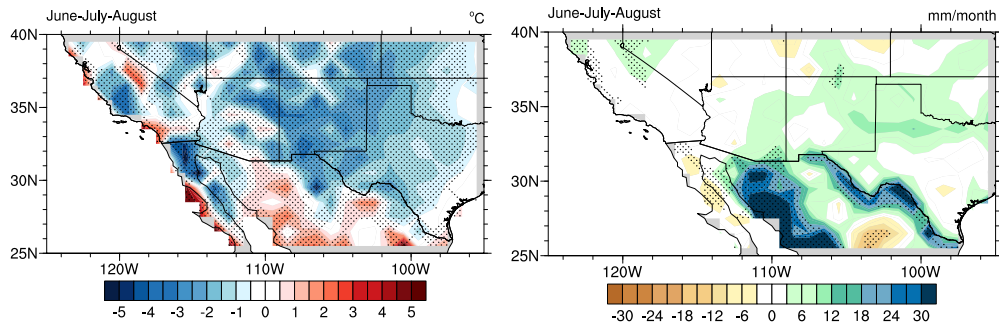 June-July-August °C
40N
35N
30N
25N
120W 110W 100W
-5 -4 -3 -2 -1 0 1 2 3 4 5
June-July-August mm/month
40N
35N
30N
25N
120W 110W 100W
-30 -24 -18 -12 -6 0 6 12 18 24 30